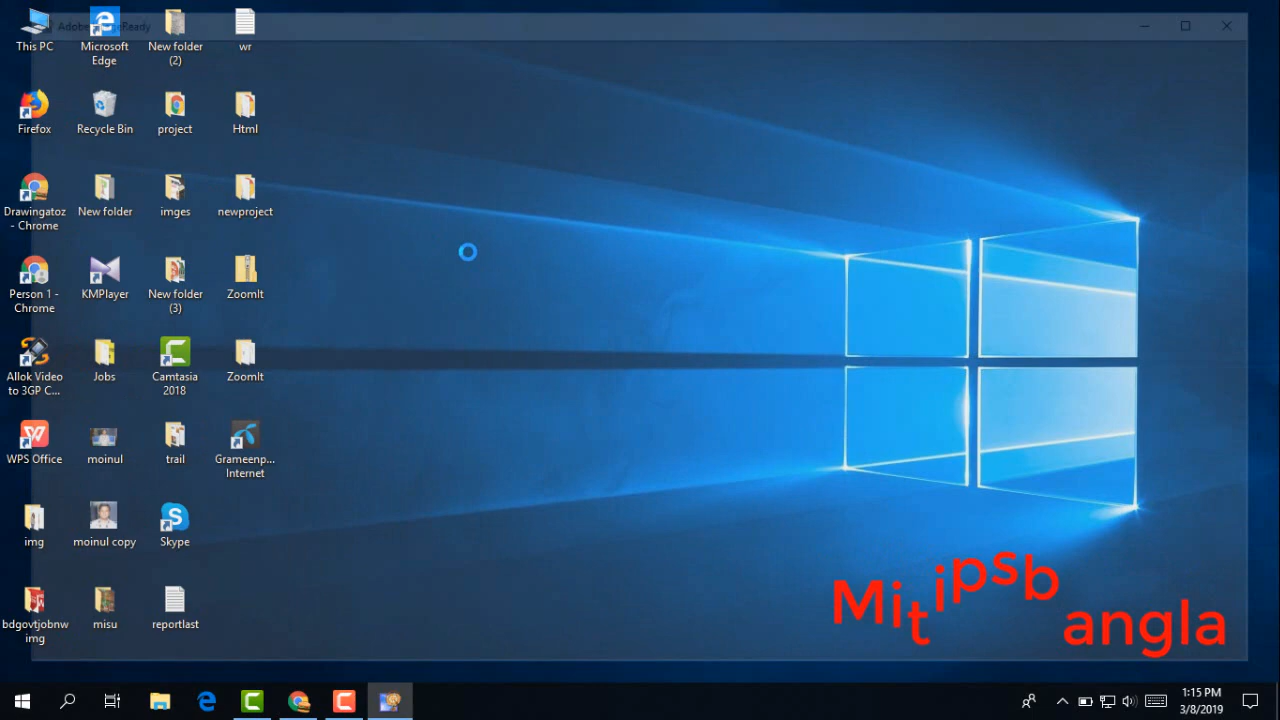 Adobe ImageReady
This PC
Microsoft
Edge
New folder
(2)
wr
Firefox
Recycle Bin
project
Html
Drawingatoz
- Chrome
New folder
imges
newproject
Person 1 -
Chrome
KMPlayer
New folder
(3)
ZoomIt
Allok Video
to 3GP C...
Jobs
Camtasia
2018
ZoomIt
WPS Office
moinul
trail
Grameenp...
Internet
img
moinul copy
Skype
bdgovtjobnw
img
misu
reportlast
Mitipsbangla
1:15 PM
3/8/2019